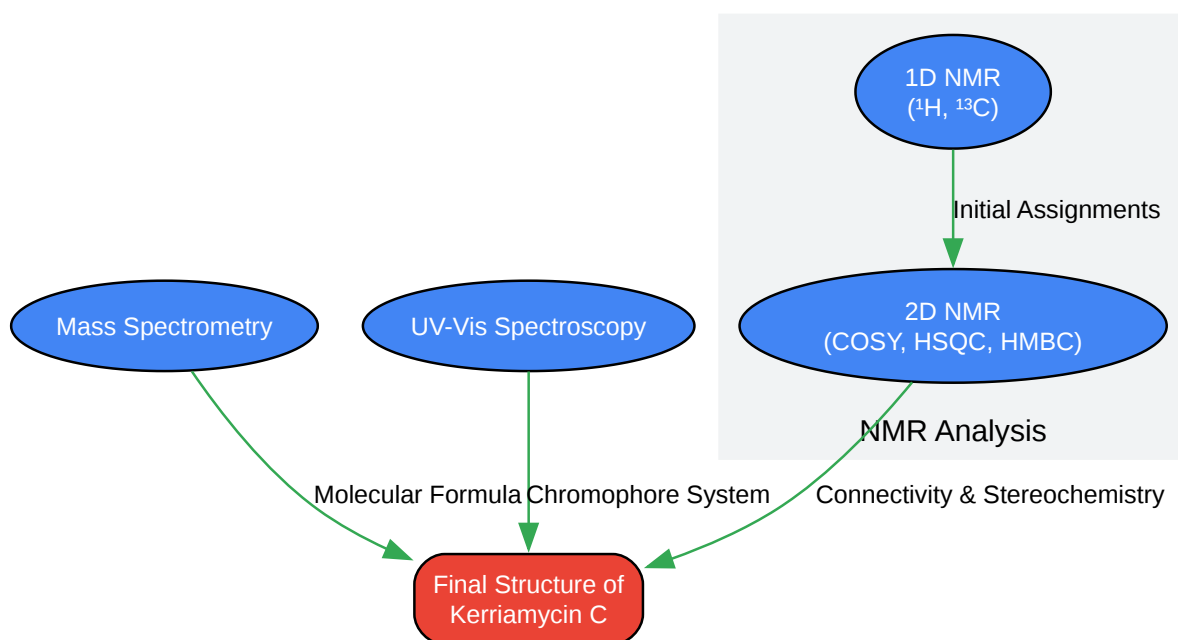 1D NMR
(¹H, ¹³C)
Initial Assignments
Mass Spectrometry
UV-Vis Spectroscopy
2D NMR
(COSY, HSQC, HMBC)
NMR Analysis
Molecular Formula
Chromophore System
Connectivity & Stereochemistry
Final Structure of
Kerriamycin C